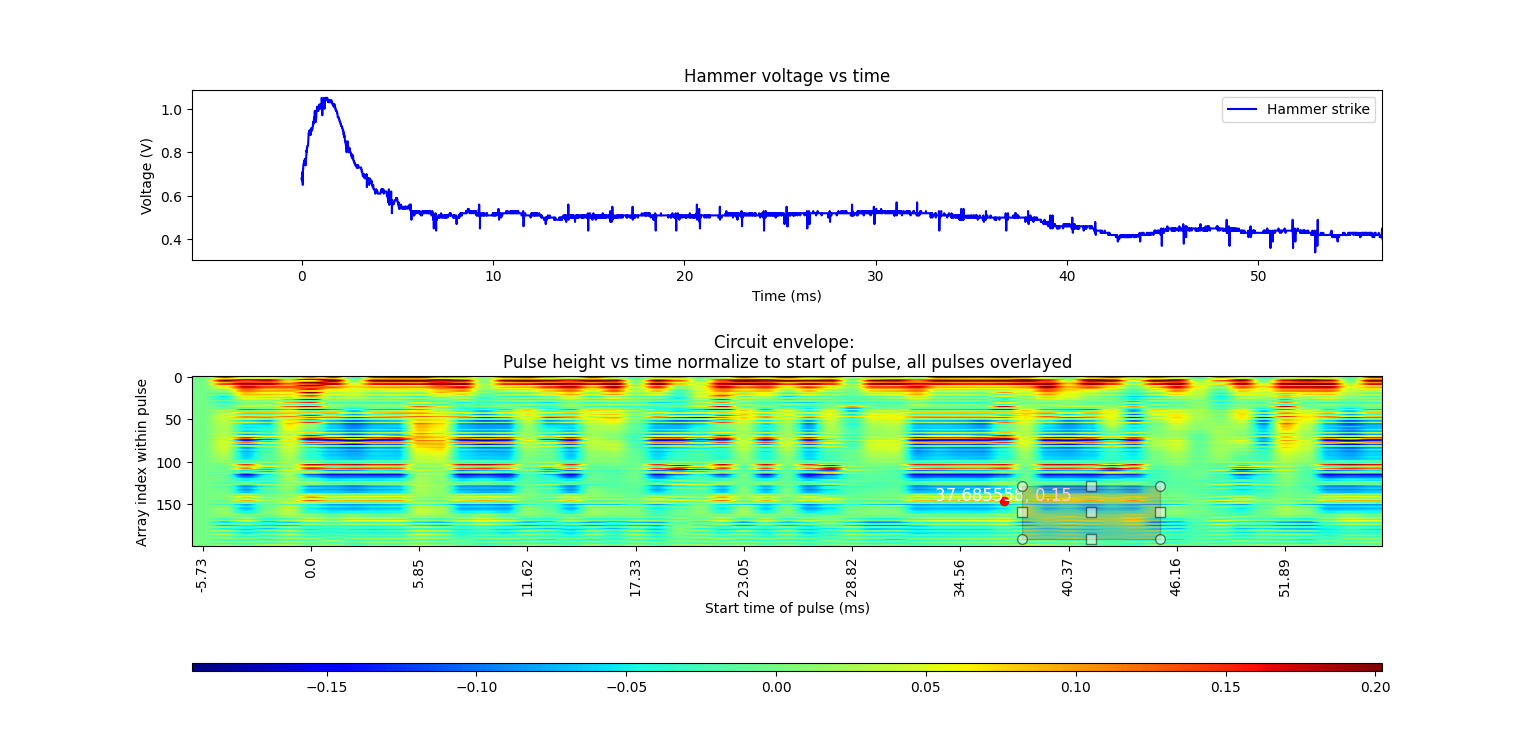 Hammer voltage vs time
Hammer strike
Voltage (V)
1.0
0.8
0.6
0.4
0 10 20 30 40 50
Time (ms)
Circuit envelope:
Pulse height vs time normalize to start of pulse, all pulses overlayed
Array index within pulse
0
50
100
150
37.685558, 0.15
-5.73 0.0 5.85 11.62 17.33 23.05 28.82 34.56 40.37 46.16 51.89
Start time of pulse (ms)
−0.15 −0.10 −0.05 0.00 0.05 0.10 0.15 0.20